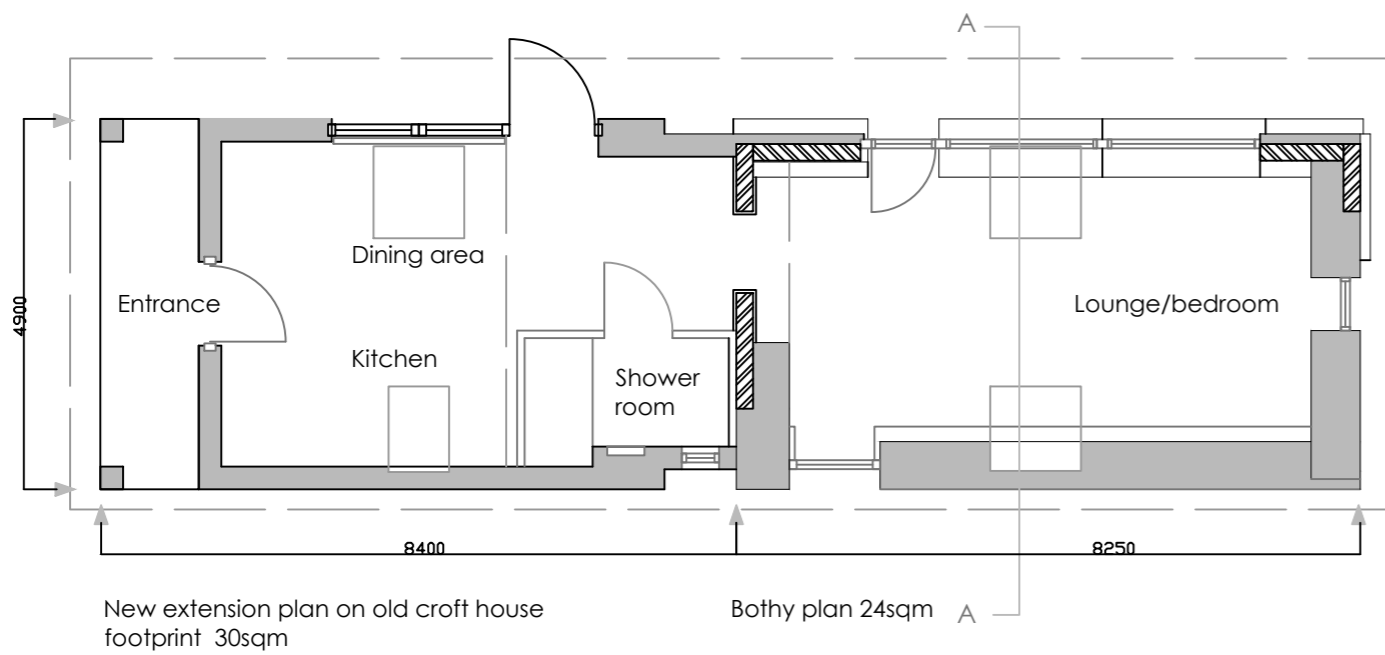 A
Dining area
Entrance
Lounge/bedroom
4900
Kitchen
Shower
room
8400
8250
New extension plan on old croft house
footprint 30sqm
Bothy plan 24sqm
A